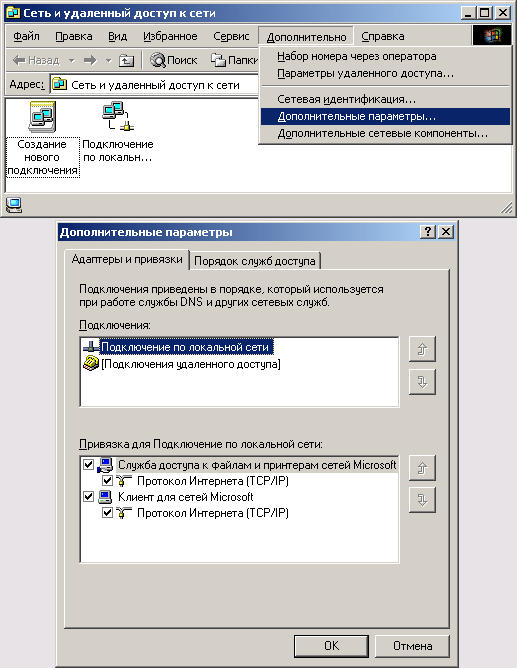 Сеть и удаленный доступ к сети
Файл Правка Вид Избранное Сервис Дополнительно Справка
Назад Поиск Папки
Адрес: Сеть и удаленный доступ к сети
Набор номера через оператора
Параметры удаленного доступа...
Сетевая идентификация...
Дополнительные параметры...
Дополнительные сетевые компоненты...
Создание
нового
подключения
Подключение
по локальн...
Дополнительные параметры
Адаптеры и привязки Порядок служб доступа
Подключения приведены в порядке, который используется
при работе службы DNS и других сетевых служб.
Подключения:
Подключение по локальной сети
[Подключения удаленного доступа]
Привязка для Подключение по локальной сети:
Служба доступа к файлам и принтерам сетей Microsoft
Протокол Интернета (TCP/IP)
Клиент для сетей Microsoft
Протокол Интернета (TCP/IP)
OK Отмена